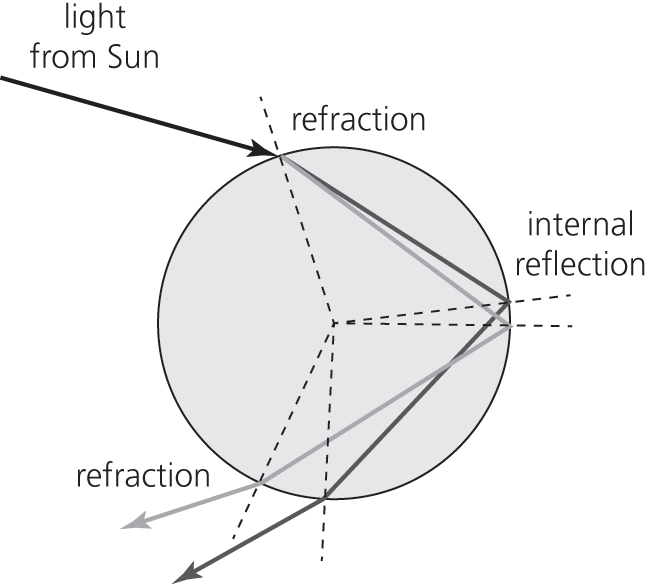 light
from Sun
refraction
internal
reflection
refraction